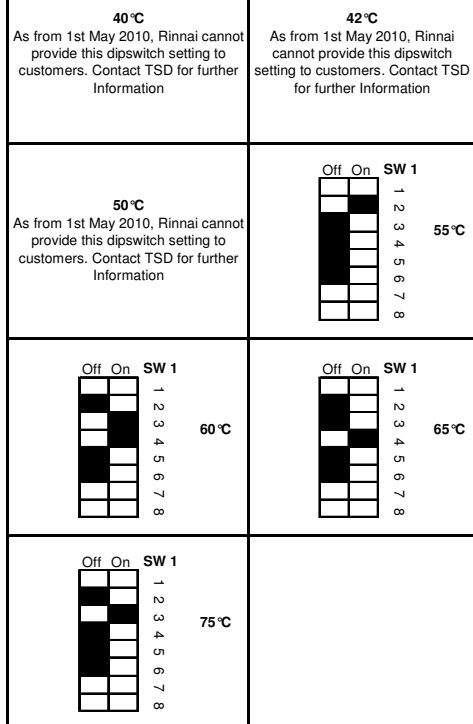 40°C
As from 1st May 2010, Rinnai cannot
provide this dipswitch setting to
customers. Contact TSD for further
Information
42°C
As from 1st May 2010, Rinnai
cannot provide this dipswitch
setting to customers. Contact TSD
for further Information
50°C
As from 1st May 2010, Rinnai cannot
provide this dipswitch setting to
customers. Contact TSD for further
Information
Off On SW 1
1
2
3
4
5
6
7
8
55°C
Off On SW 1
1
2
3
4
5
6
7
8
60°C
Off On SW 1
1
2
3
4
5
6
7
8
65°C
Off On SW 1
1
2
3
4
5
6
7
8
75°C